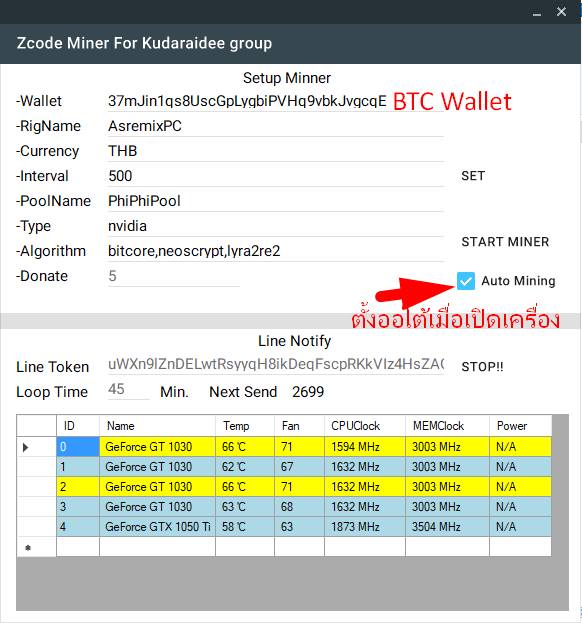 Zcode Miner For Kudaraidee group
Setup Minner
-Wallet 37mJin1qs8UscGpLygbiPVHq9vbkJvgcqE BTC Wallet
-RigName AsremixPC
-Currency THB
-Interval 500 SET
-PoolName PhiPhiPool
-Type nvidia
START MINER
-Algorithm bitcore,neoscrypt,lyra2re2
-Donate 5 Auto Mining
ตั้งออโต้เมื่อเปิดเครื่อง
Line Notify
Line Token uWXn9lZnDELwtRsyyqH8ikDeqFscpRKkVIz4HsZA STOP!!
Loop Time 45 Min. Next Send 2699
ID Name Temp Fan CPUClock MEMClock Power
0 GeForce GT 1030 66 ℃ 71 1594 MHz 3003 MHz N/A
1 GeForce GT 1030 62 ℃ 67 1632 MHz 3003 MHz N/A
2 GeForce GT 1030 66 ℃ 71 1632 MHz 3003 MHz N/A
3 GeForce GT 1030 63 ℃ 68 1632 MHz 3003 MHz N/A
4 GeForce GTX 1050 Ti 58 ℃ 63 1873 MHz 3504 MHz N/A